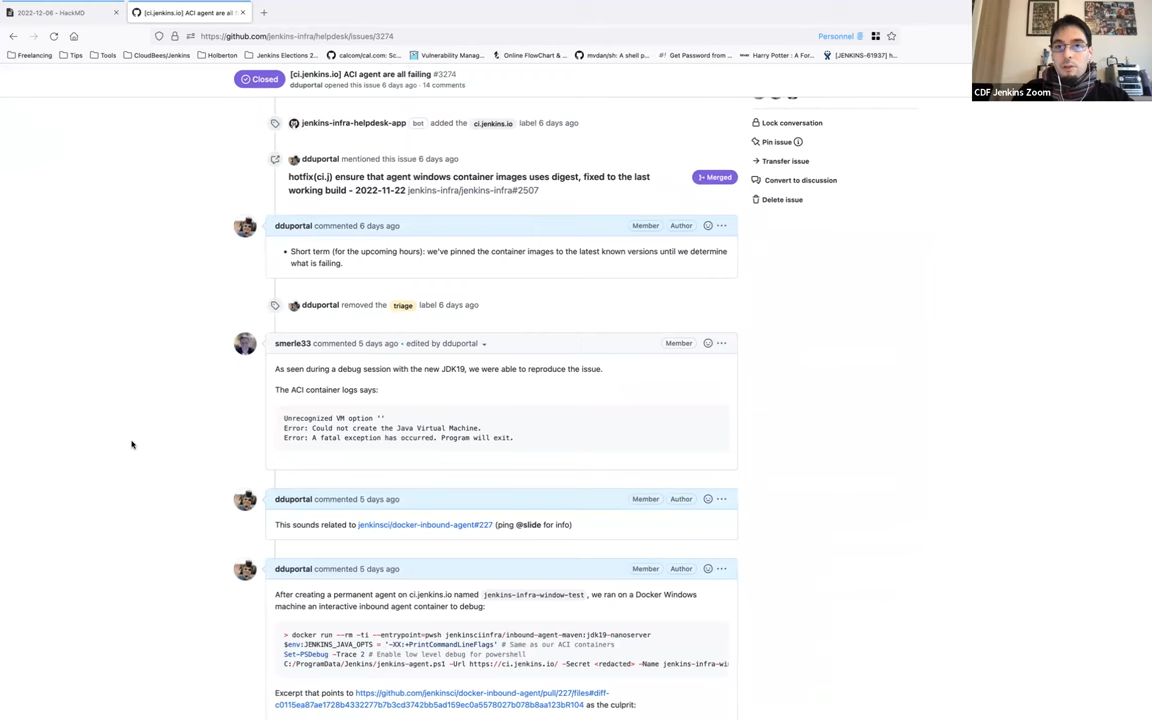 2022-12-06 - HackMD
[ci.jenkins.io] ACI agent are all f
https://github.com/jenkins-infra/helpdesk/issues/3274
Personnel
Freelancing
Tips
Tools
CloudBees/Jenkins
Holberton
Jenkins Elections 2...
calcom/cal.com: Sc...
Vulnerability Manag...
Online FlowChart & ...
mvdan/sh: A shell p...
Get Password from ...
Harry Potter : A For...
[JENKINS-61937] h...
CDF Jenkins Zoom
Closed
[ci.jenkins.io] ACI agent are all failing #3274
dduportal opened this issue 6 days ago · 14 comments
jenkins-infra-helpdesk-app bot added the ci.jenkins.io label 6 days ago
Lock conversation
Pin issue
Transfer issue
Convert to discussion
Delete issue
dduportal mentioned this issue 6 days ago
hotfix(ci.j) ensure that agent windows container images uses digest, fixed to the last
working build - 2022-11-22 jenkins-infra/jenkins-infra#2507
Merged
dduportal commented 6 days ago
Member
Author
• Short term (for the upcoming hours): we've pinned the container images to the latest known versions until we determine
what is failing.
dduportal removed the triage label 6 days ago
smerle33 commented 5 days ago • edited by dduportal
Member
As seen during a debug session with the new JDK19, we were able to reproduce the issue.
The ACI container logs says:
Unrecognized VM option ''
Error: Could not create the Java Virtual Machine.
Error: A fatal exception has occurred. Program will exit.
dduportal commented 5 days ago
Member
Author
This sounds related to jenkinsci/docker-inbound-agent#227 (ping @slide for info)
dduportal commented 5 days ago
Member
Author
After creating a permanent agent on ci.jenkins.io named jenkins-infra-window-test, we ran on a Docker Windows
machine an interactive inbound agent container to debug:
> docker run --rm -ti --entrypoint=pwsh jenkinsciinfra/inbound-agent-maven:jdk19-nanoserver
$env:JENKINS_JAVA_OPTS = '-XX:+PrintCommandLineFlags' # Same as our ACI containers
Set-PSDebug -Trace 2 # Enable low level debug for powershell
C:/ProgramData/Jenkins/jenkins-agent.ps1 -Url https://ci.jenkins.io/ -Secret <redacted> -Name jenkins-infra-wi
Excerpt that points to https://github.com/jenkinsci/docker-inbound-agent/pull/227/files#diff-
c0115ea87ae1728b4332277b7b3cd3742bb5ad159ec0a5578027b078b8aa123bR104 as the culprit: